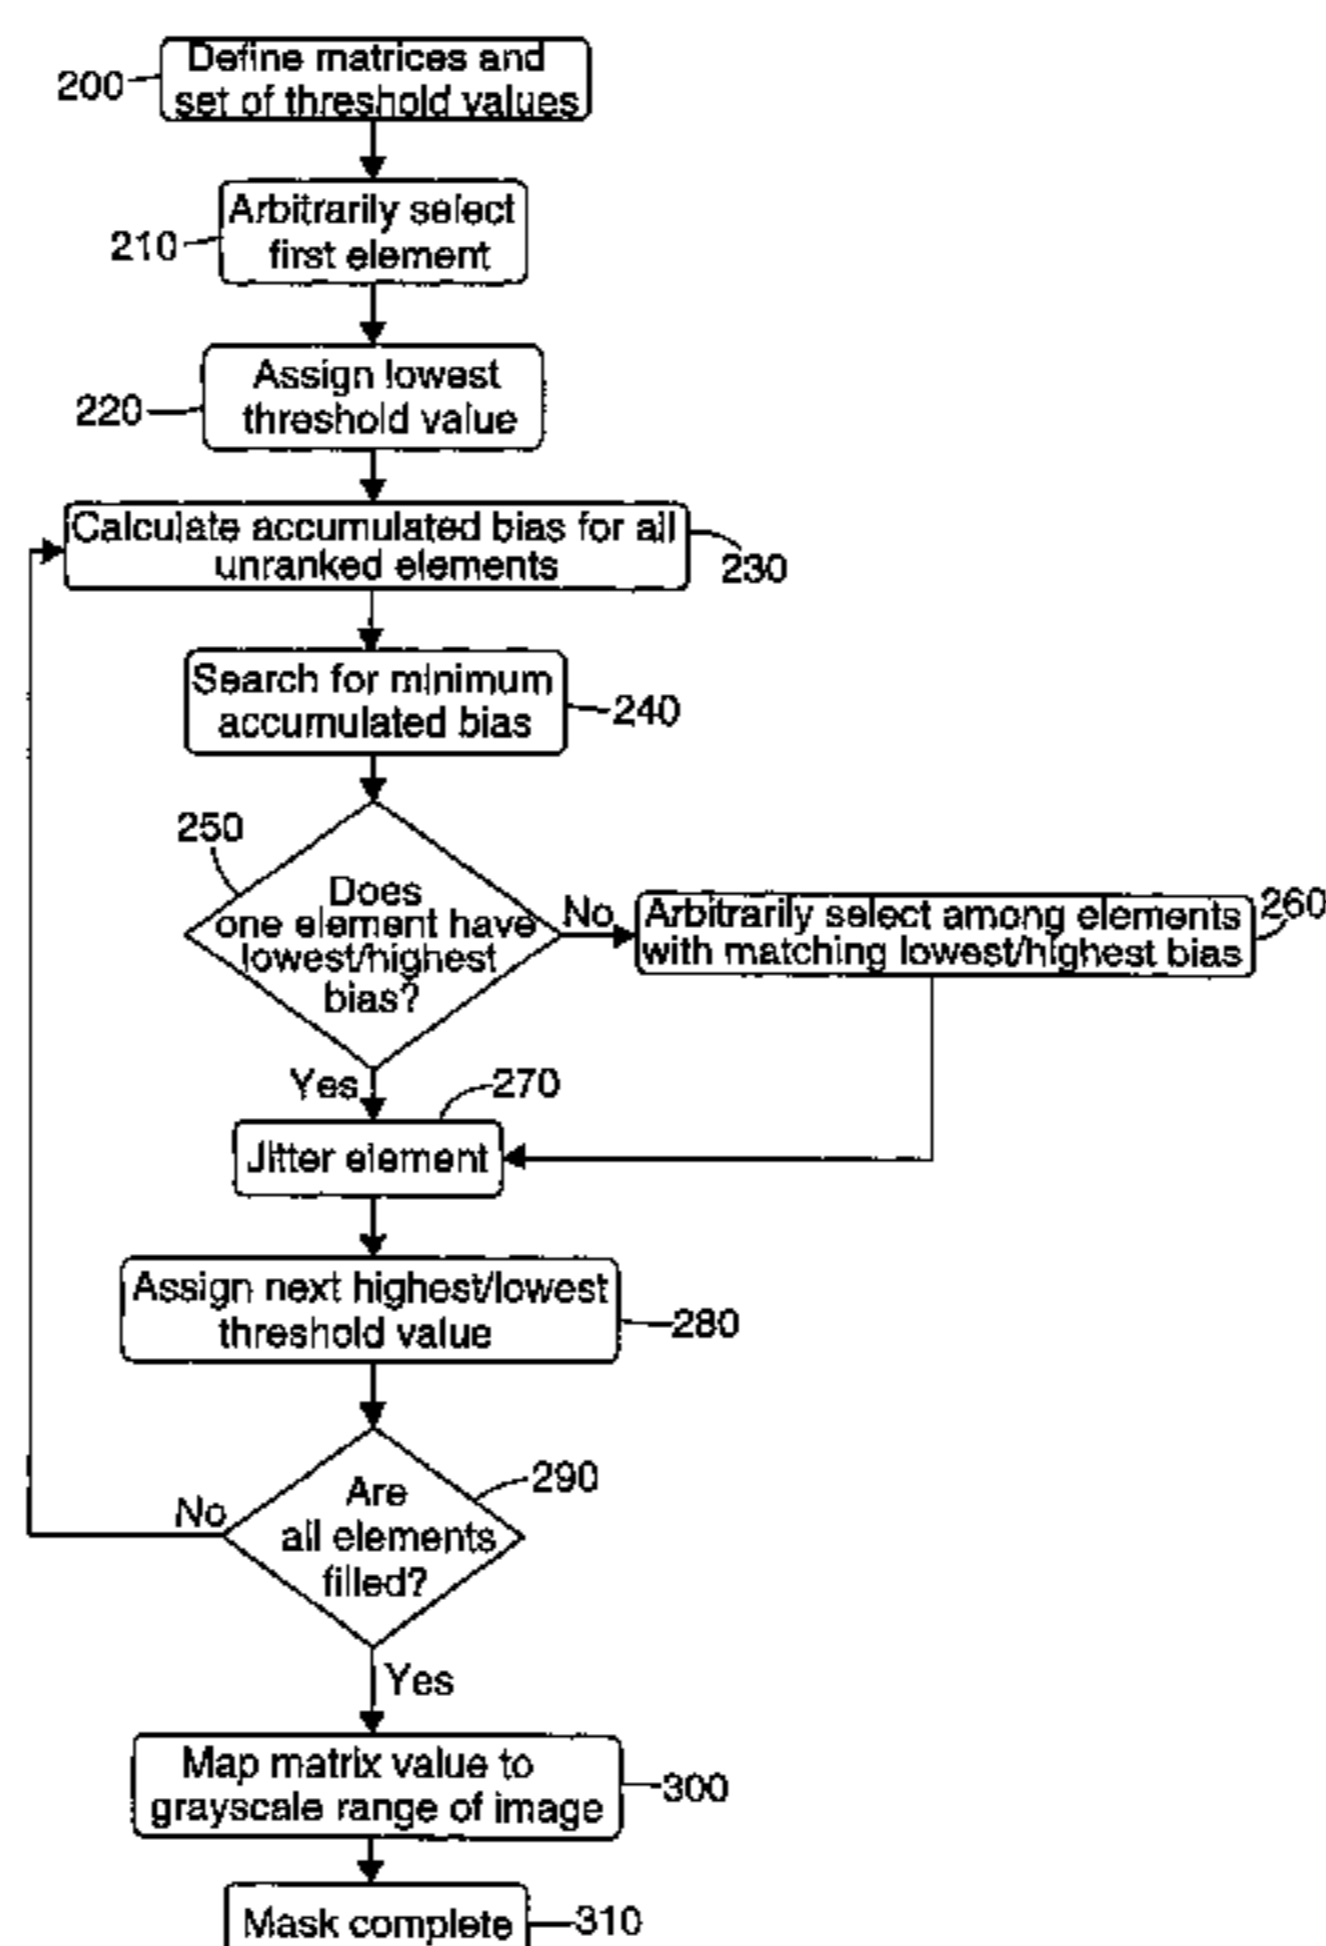 Define matrices and
set of threshold values
200
Arbitrarily select
first element
210
Assign lowest
threshold value
220
Calculate accumulated bias for all
unranked elements
230
Search for minimum
accumulated bias
240
250
Does
one element have
lowest/highest
bias?
No
Arbitrarily select among elements
with matching lowest/highest bias
260
Yes
270
Jitter element
Assign next highest/lowest
threshold value
280
290
Are
all elements
filled?
No
Yes
Map matrix value to
grayscale range of image
300
Mask complete
310